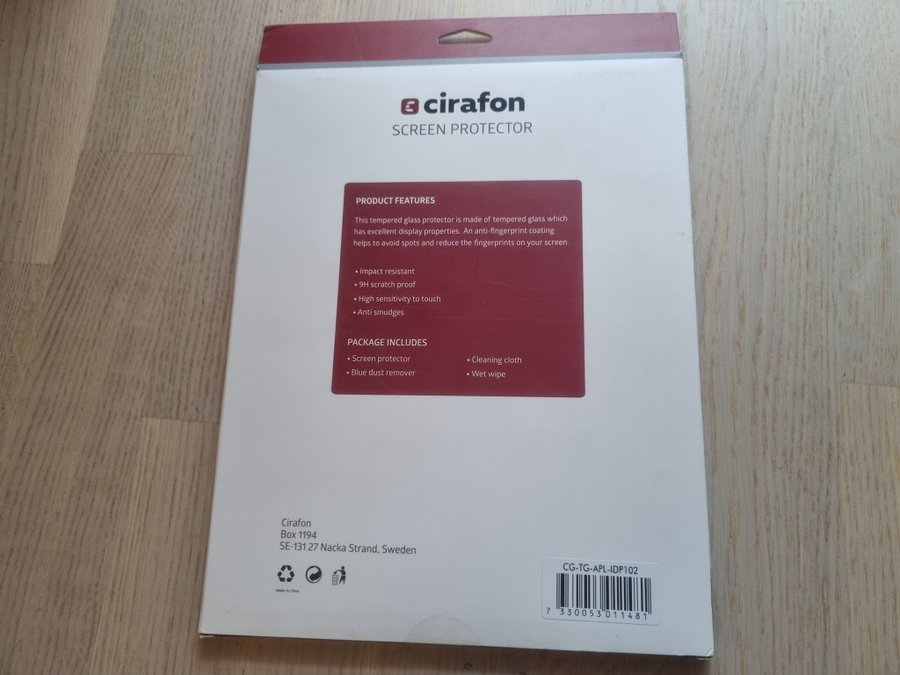 cirafon
SCREEN PROTECTOR
PRODUCT FEATURES
This tempered glass protector is made of tempered glass which
has excellent display properties. An anti-fingerprint coating
helps to avoid spots and reduce the fingerprints on your screen.
• Impact resistant
• 9H scratch proof
• High sensitivity to touch
• Anti smudges
PACKAGE INCLUDES
• Screen protector
• Blue dust remover
• Cleaning cloth
• Wet wipe
Cirafon
Box 1194
SE-131 27 Nacka Strand, Sweden
Made in China
CG-TG-APL-IDP102
7 330053 011481